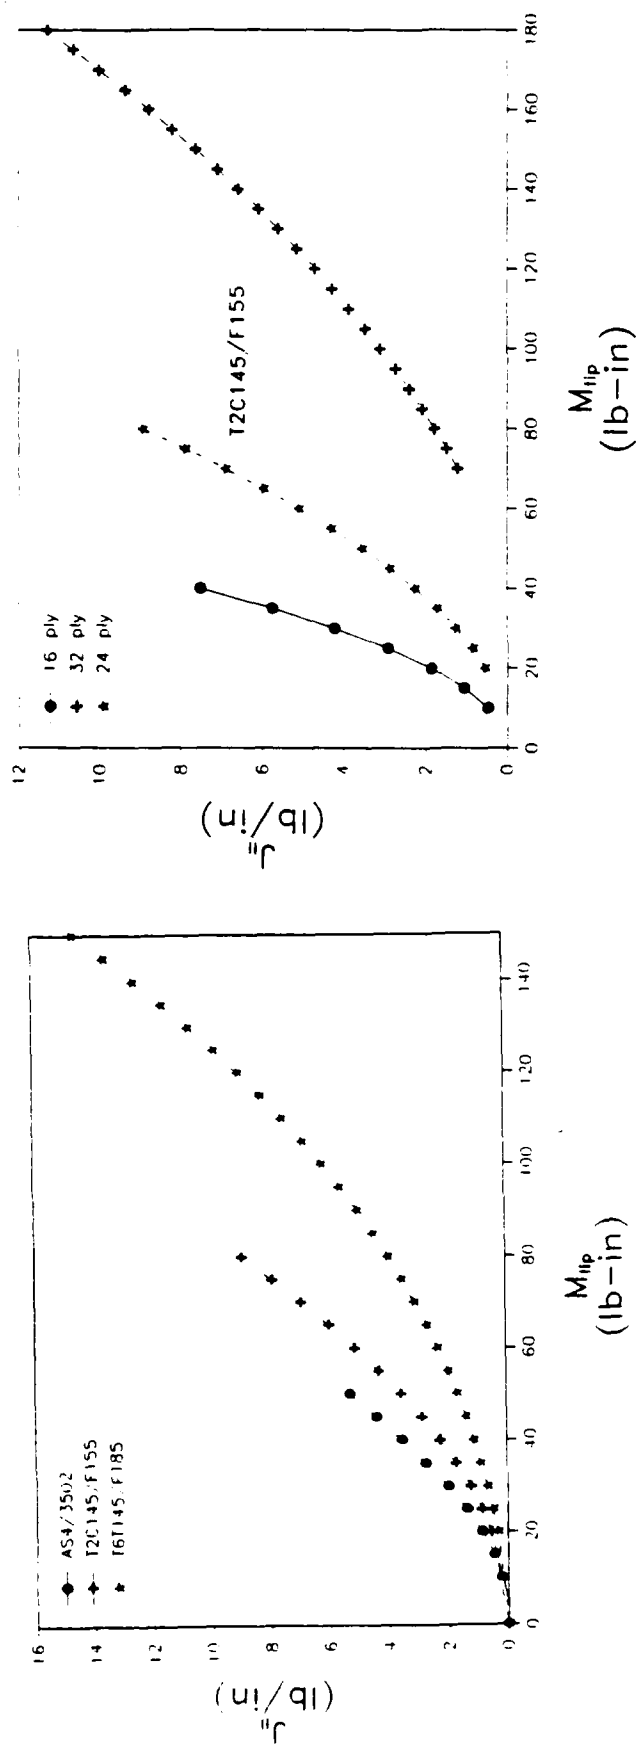 16
14
12
10
8
6
4
2
0
J_II
(lb/in)
AS4/3502
T2C145/F155
T6T145/F185
0
20
40
60
80
100
120
140
M_tip
(lb-in)
12
10
8
6
4
2
0
J_II
(lb/in)
16 ply
32 ply
24 ply
T2C145/F155
0
20
40
60
80
100
120
140
160
180
M_tip
(lb-in)